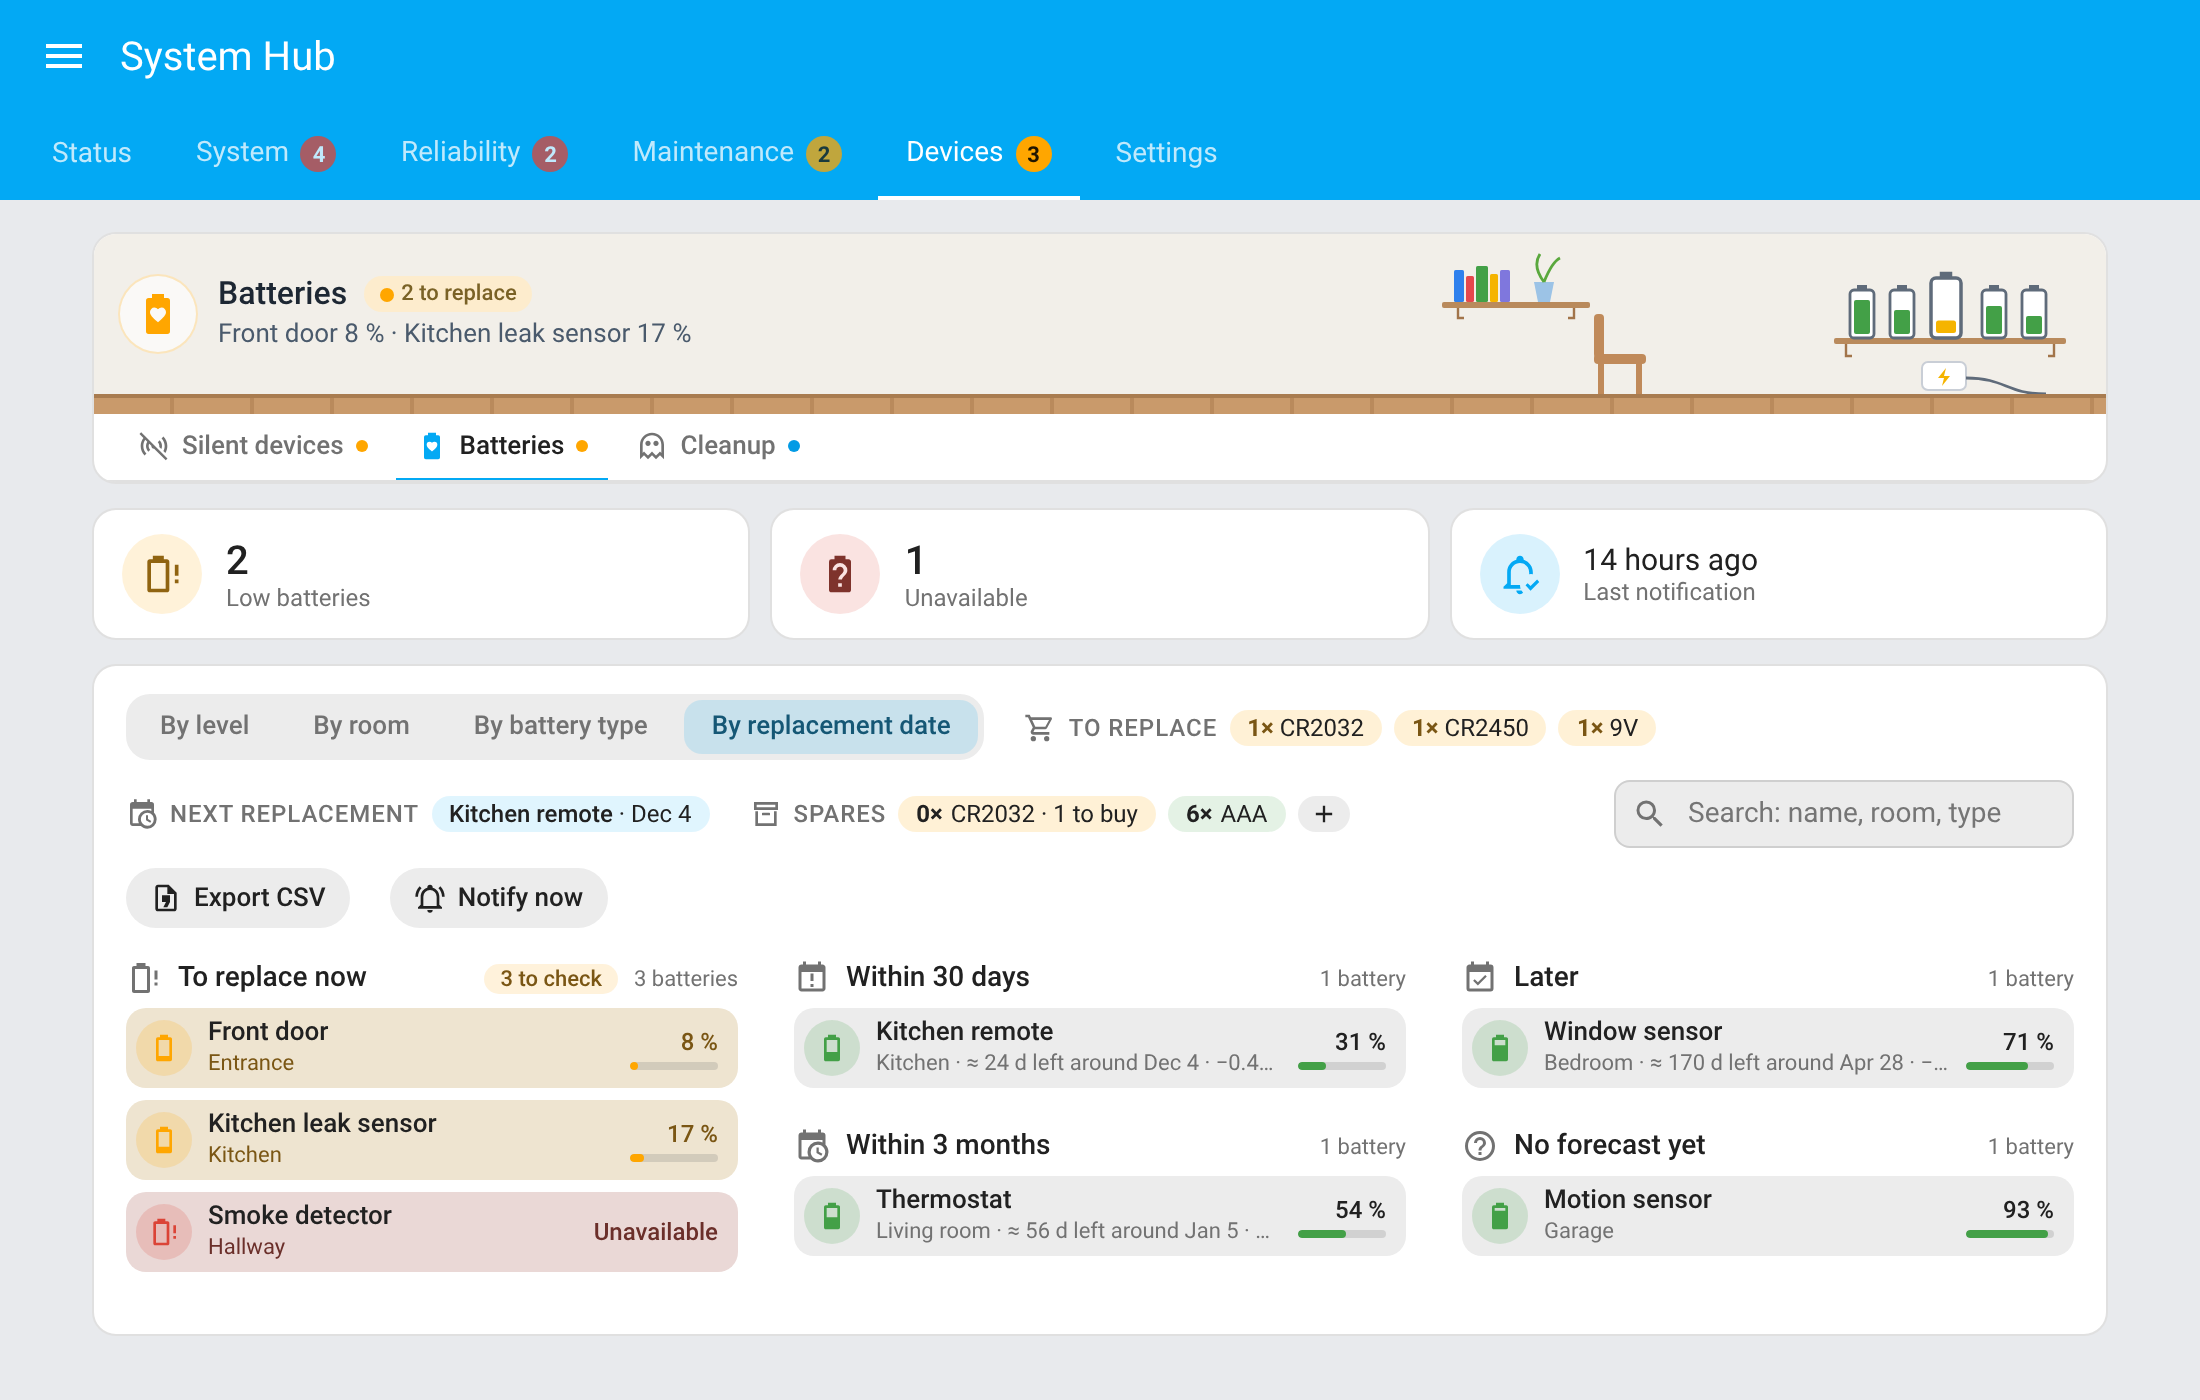 System Hub
Status
System 4
Reliability 2
Maintenance 2
Devices 3
Settings
Batteries
2 to replace
Front door 8 % · Kitchen leak sensor 17 %
Silent devices
Batteries
Cleanup
2
Low batteries
1
Unavailable
14 hours ago
Last notification
By level
By room
By battery type
By replacement date
TO REPLACE
1× CR2032
1× CR2450
1× 9V
NEXT REPLACEMENT
Kitchen remote · Dec 4
SPARES
0× CR2032 · 1 to buy
6× AAA
+
Search: name, room, type
Export CSV
Notify now
To replace now
3 to check
3 batteries
Front door
Entrance
8 %
Kitchen leak sensor
Kitchen
17 %
Smoke detector
Hallway
Unavailable
Within 30 days
1 battery
Kitchen remote
Kitchen · ≈ 24 d left around Dec 4 · −0.4...
31 %
Within 3 months
1 battery
Thermostat
Living room · ≈ 56 d left around Jan 5 · ...
54 %
Later
1 battery
Window sensor
Bedroom · ≈ 170 d left around Apr 28 · −...
71 %
No forecast yet
1 battery
Motion sensor
Garage
93 %